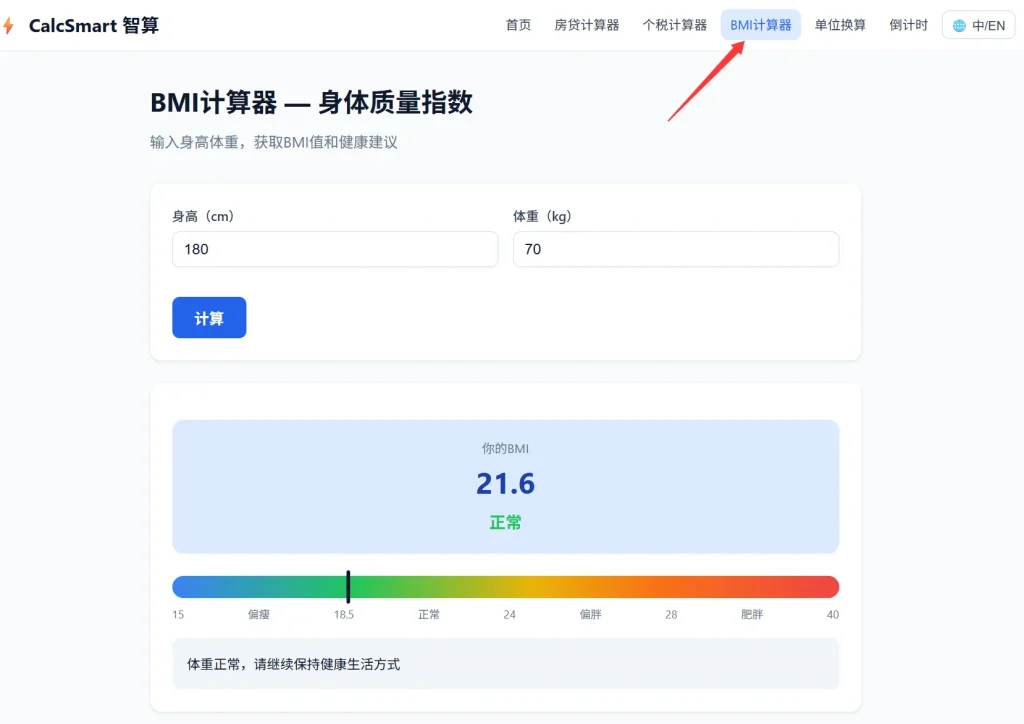 CalcSmart 智算
首页 房贷计算器 个税计算器 BMI计算器 单位换算 倒计时 中/EN
BMI计算器 — 身体质量指数
输入身高体重，获取BMI值和健康建议
身高（cm） 体重（kg）
180 70
计算
你的BMI
21.6
正常
15 偏瘦 18.5 正常 24 偏胖 28 肥胖 40
体重正常，请继续保持健康生活方式